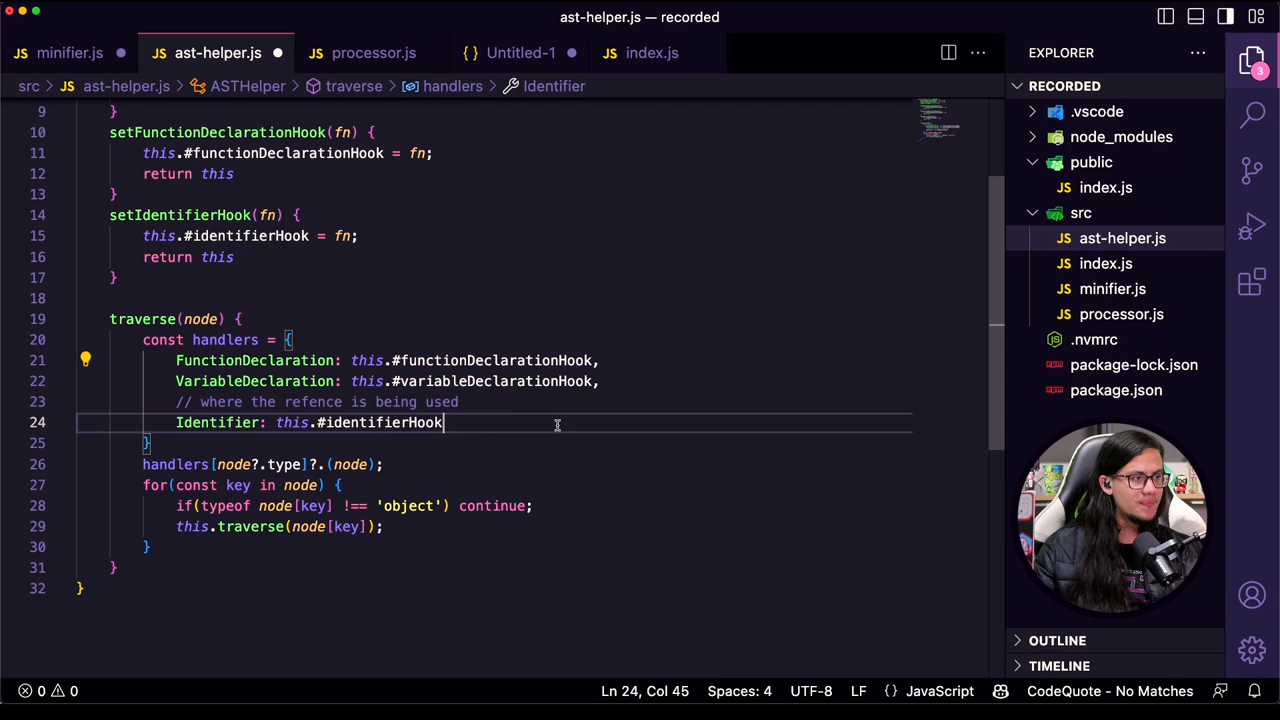 ast-helper.js — recorded
JS minifier.js
JS ast-helper.js
JS processor.js
{} Untitled-1
JS index.js
src > JS ast-helper.js > ASTHelper > traverse > handlers > Identifier
9 }
10 setFunctionDeclarationHook(fn) {
11 this.#functionDeclarationHook = fn;
12 return this
13 }
14 setIdentifierHook(fn) {
15 this.#identifierHook = fn;
16 return this
17 }
18
19 traverse(node) {
20 const handlers = {
21 FunctionDeclaration: this.#functionDeclarationHook,
22 VariableDeclaration: this.#variableDeclarationHook,
23 // where the refence is being used
24 Identifier: this.#identifierHook
25 }
26 handlers[node?.type]?.(node);
27 for(const key in node) {
28 if(typeof node[key] !== 'object') continue;
29 this.traverse(node[key]);
30 }
31 }
32 }
EXPLORER
RECORDED
.vscode
node_modules
public
JS index.js
src
JS ast-helper.js
JS index.js
JS minifier.js
JS processor.js
.nvmrc
package-lock.json
package.json
OUTLINE
TIMELINE
3
0 0
Ln 24, Col 45
Spaces: 4
UTF-8
LF
{} JavaScript
CodeQuote - No Matches